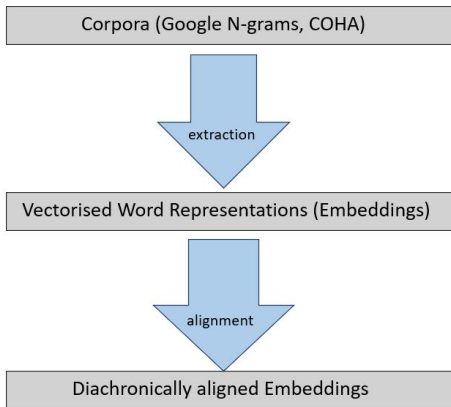 Corpora (Google N-grams, COHA)
extraction
Vectorised Word Representations (Embeddings)
alignment
Diachronically aligned Embeddings